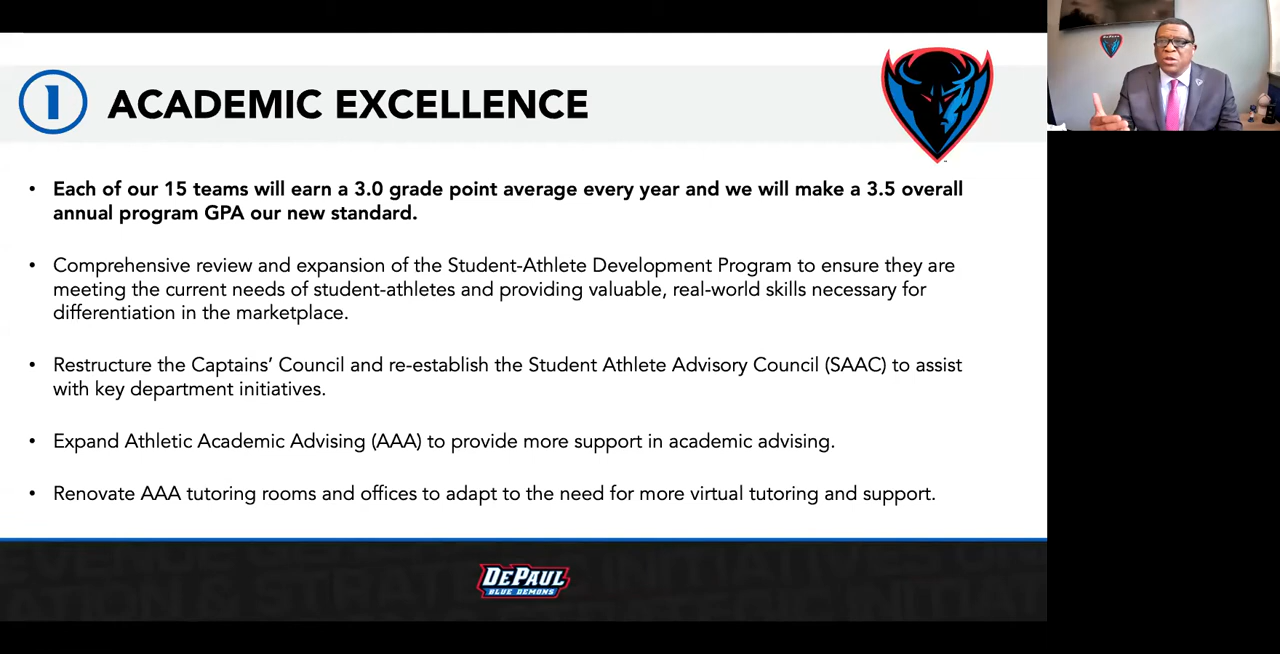 1
ACADEMIC EXCELLENCE
• Each of our 15 teams will earn a 3.0 grade point average every year and we will make a 3.5 overall
annual program GPA our new standard.
• Comprehensive review and expansion of the Student-Athlete Development Program to ensure they are
meeting the current needs of student-athletes and providing valuable, real-world skills necessary for
differentiation in the marketplace.
• Restructure the Captains’ Council and re-establish the Student Athlete Advisory Council (SAAC) to assist
with key department initiatives.
• Expand Athletic Academic Advising (AAA) to provide more support in academic advising.
• Renovate AAA tutoring rooms and offices to adapt to the need for more virtual tutoring and support.
DEPAUL
BLUE DEMONS